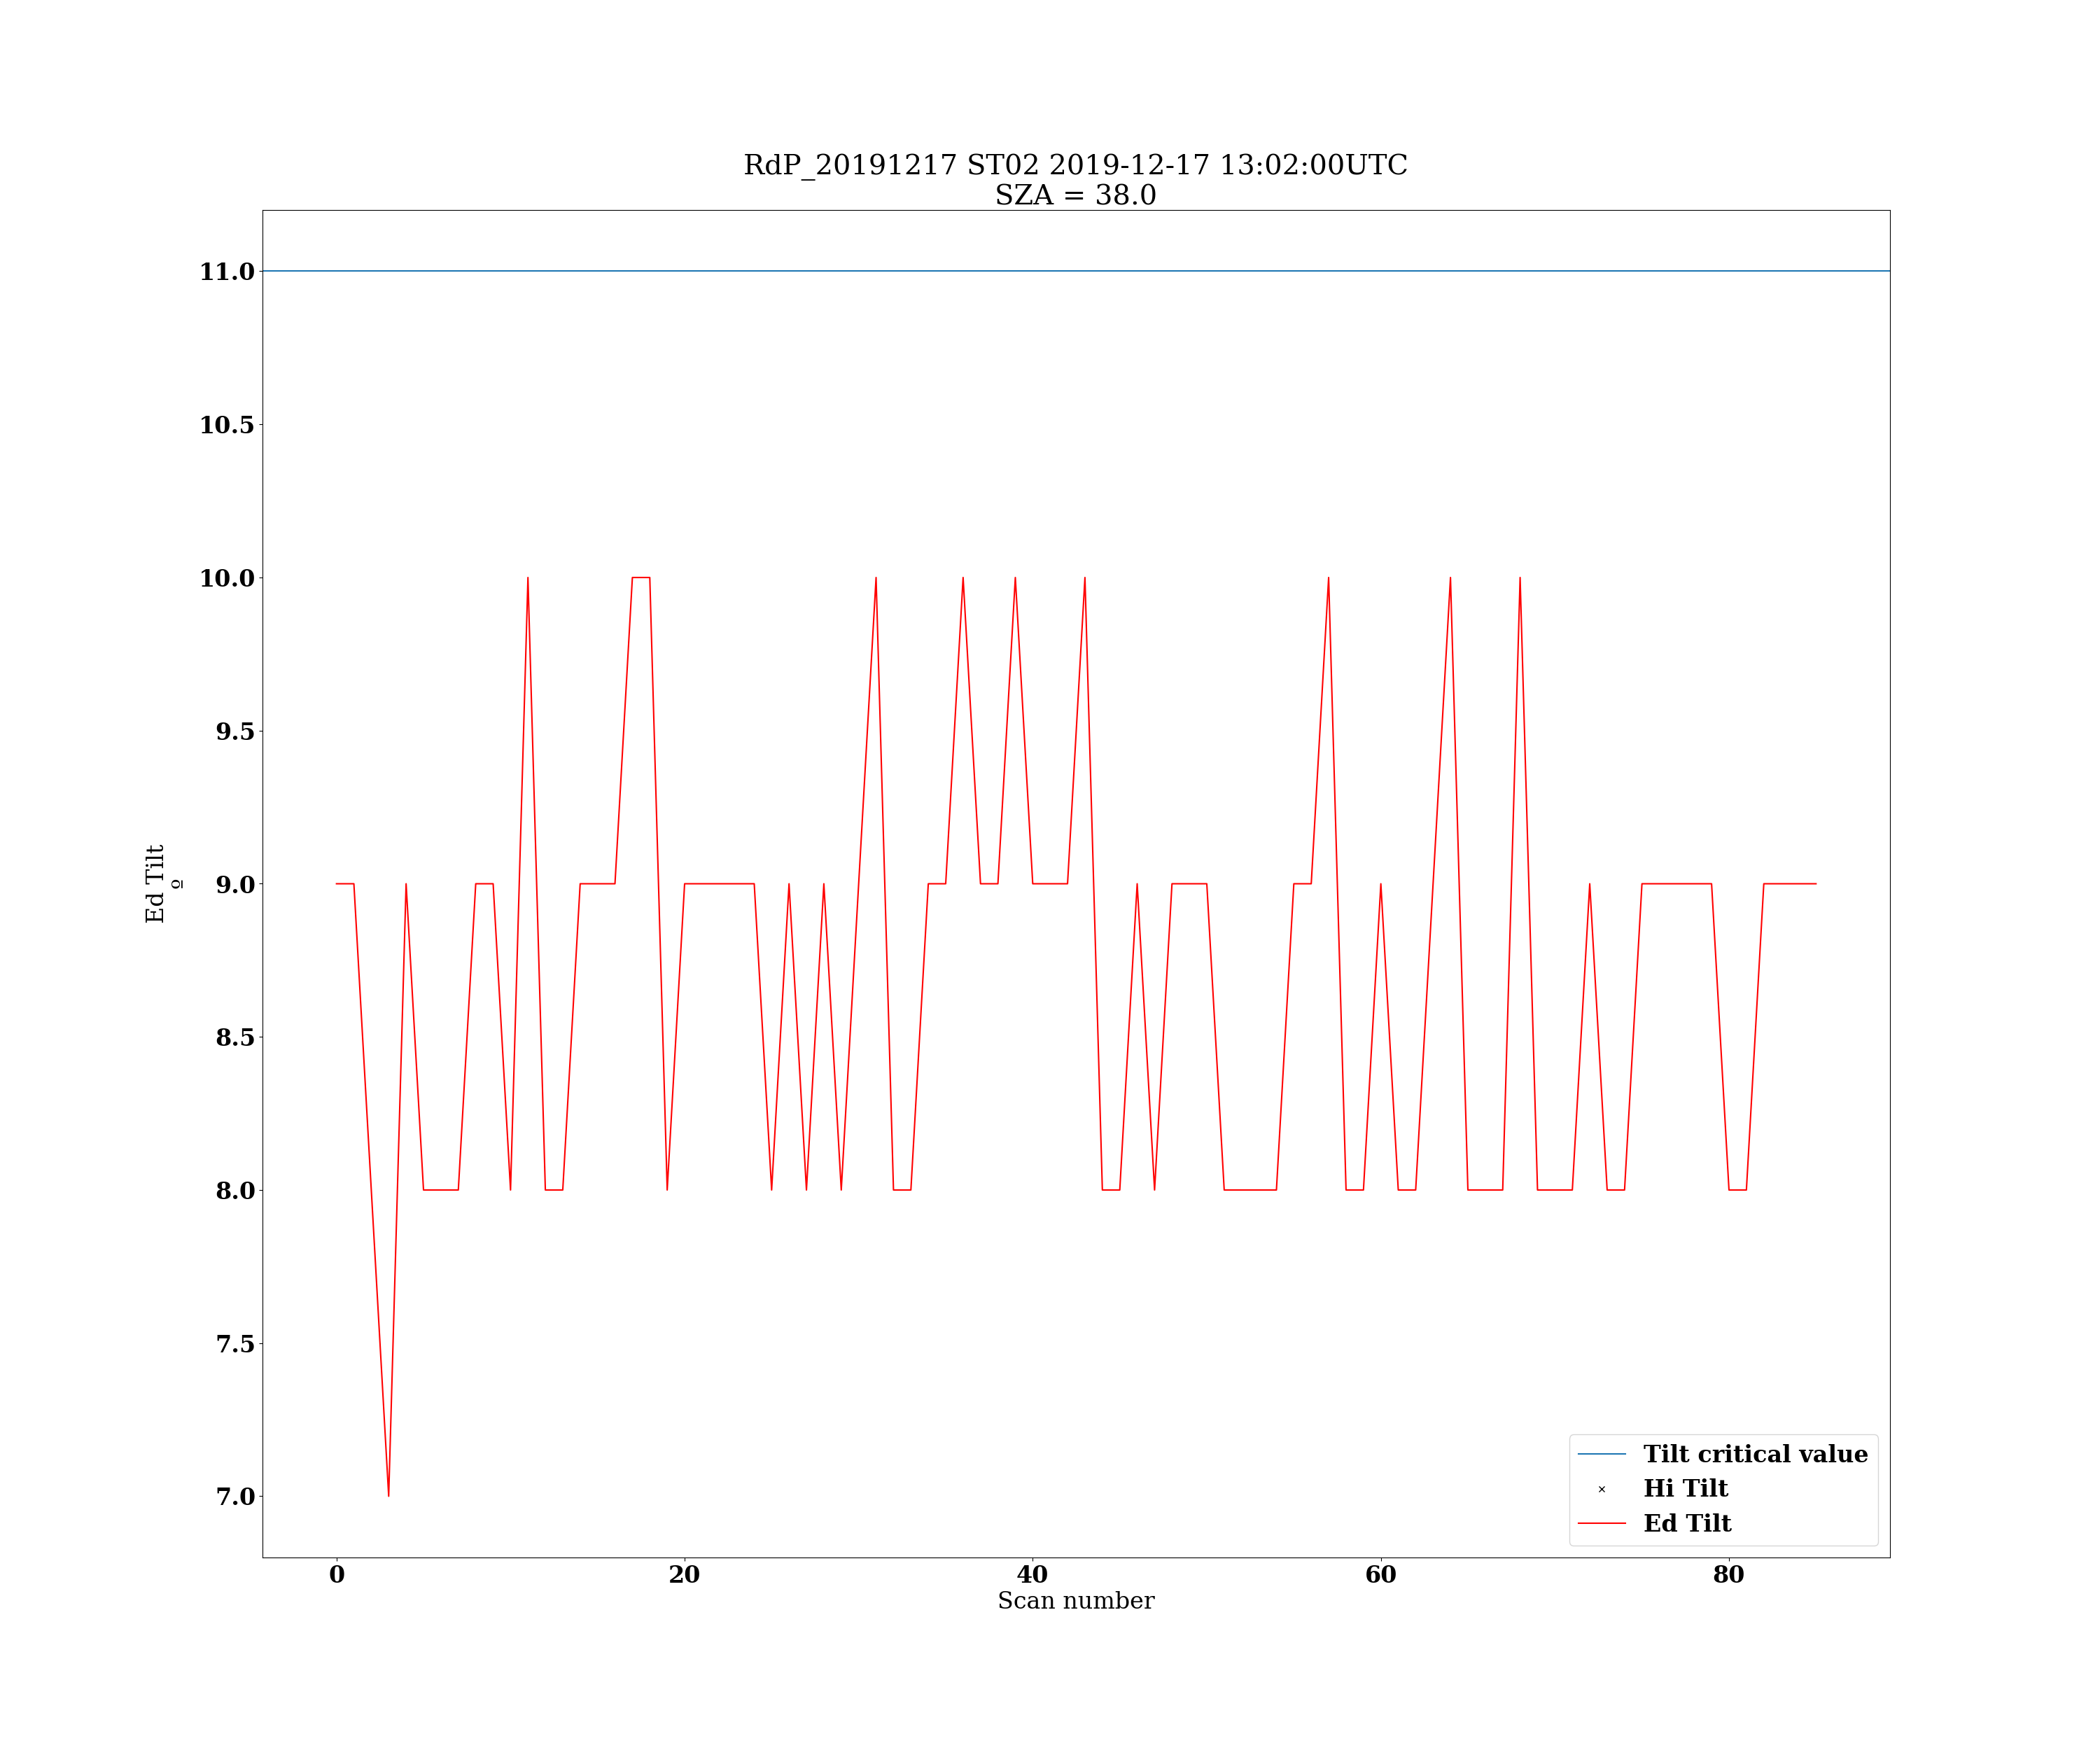 RdP_20191217 ST02 2019-12-17 13:02:00UTC
SZA = 38.0
11.0
10.5
10.0
9.5
9.0
8.5
8.0
7.5
7.0
Ed Tilt
º
0 20 40 60 80
Scan number
Tilt critical value
Hi Tilt
Ed Tilt